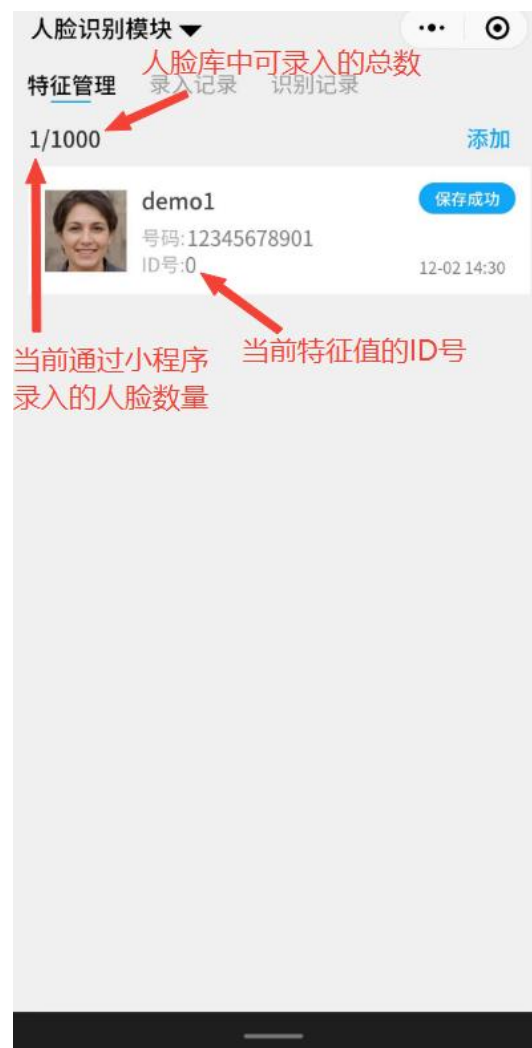 人脸识别模块
人脸库中可录入的总数
特征管理 录入记录 识别记录
1/1000 添加
demo1 保存成功
号码:12345678901
ID号:0 12-02 14:30
当前通过小程序
录入的人脸数量
当前特征值的ID号